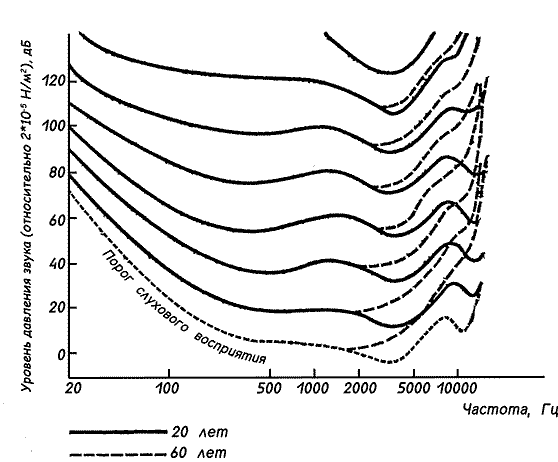 Уровень давления звука (относительно 2*10⁻⁵ Н/м²), дБ
120
100
80
60
40
20
0
Порог слухового восприятия
20 100 500 1000 2000 5000 10000
Частота, Гц
20 лет
60 лет